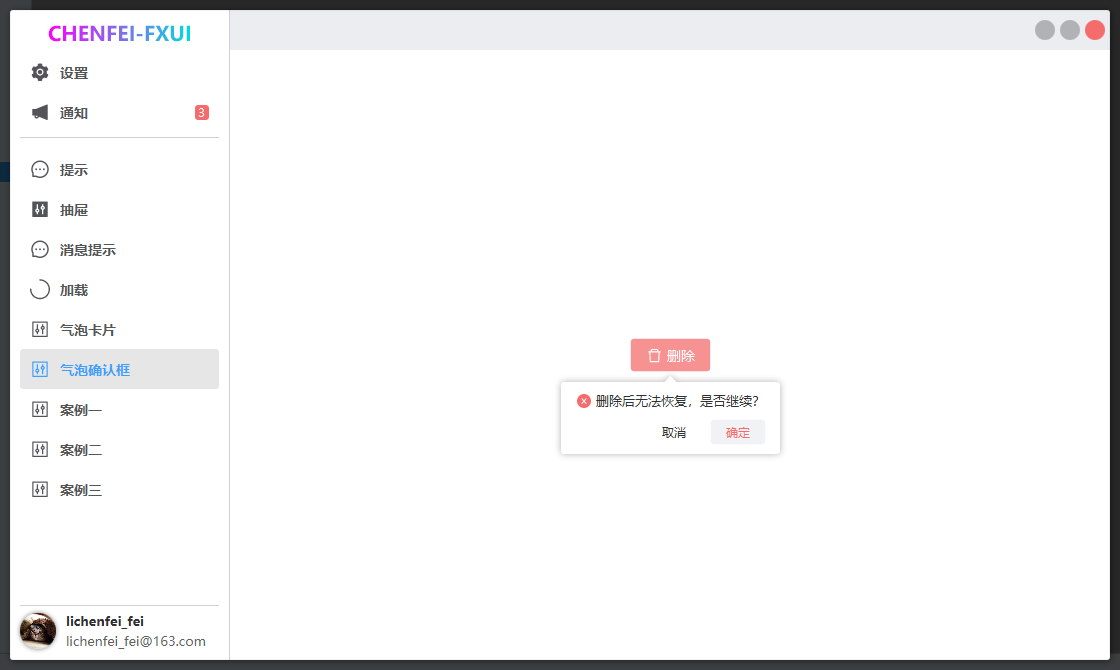 CHENFEI-FXUI
设置
通知 3
提示
抽屉
消息提示
加载
气泡卡片
气泡确认框
案例一
案例二
案例三
lichenfei_fei
lichenfei_fei@163.com
删除
删除后无法恢复，是否继续？
取消 确定